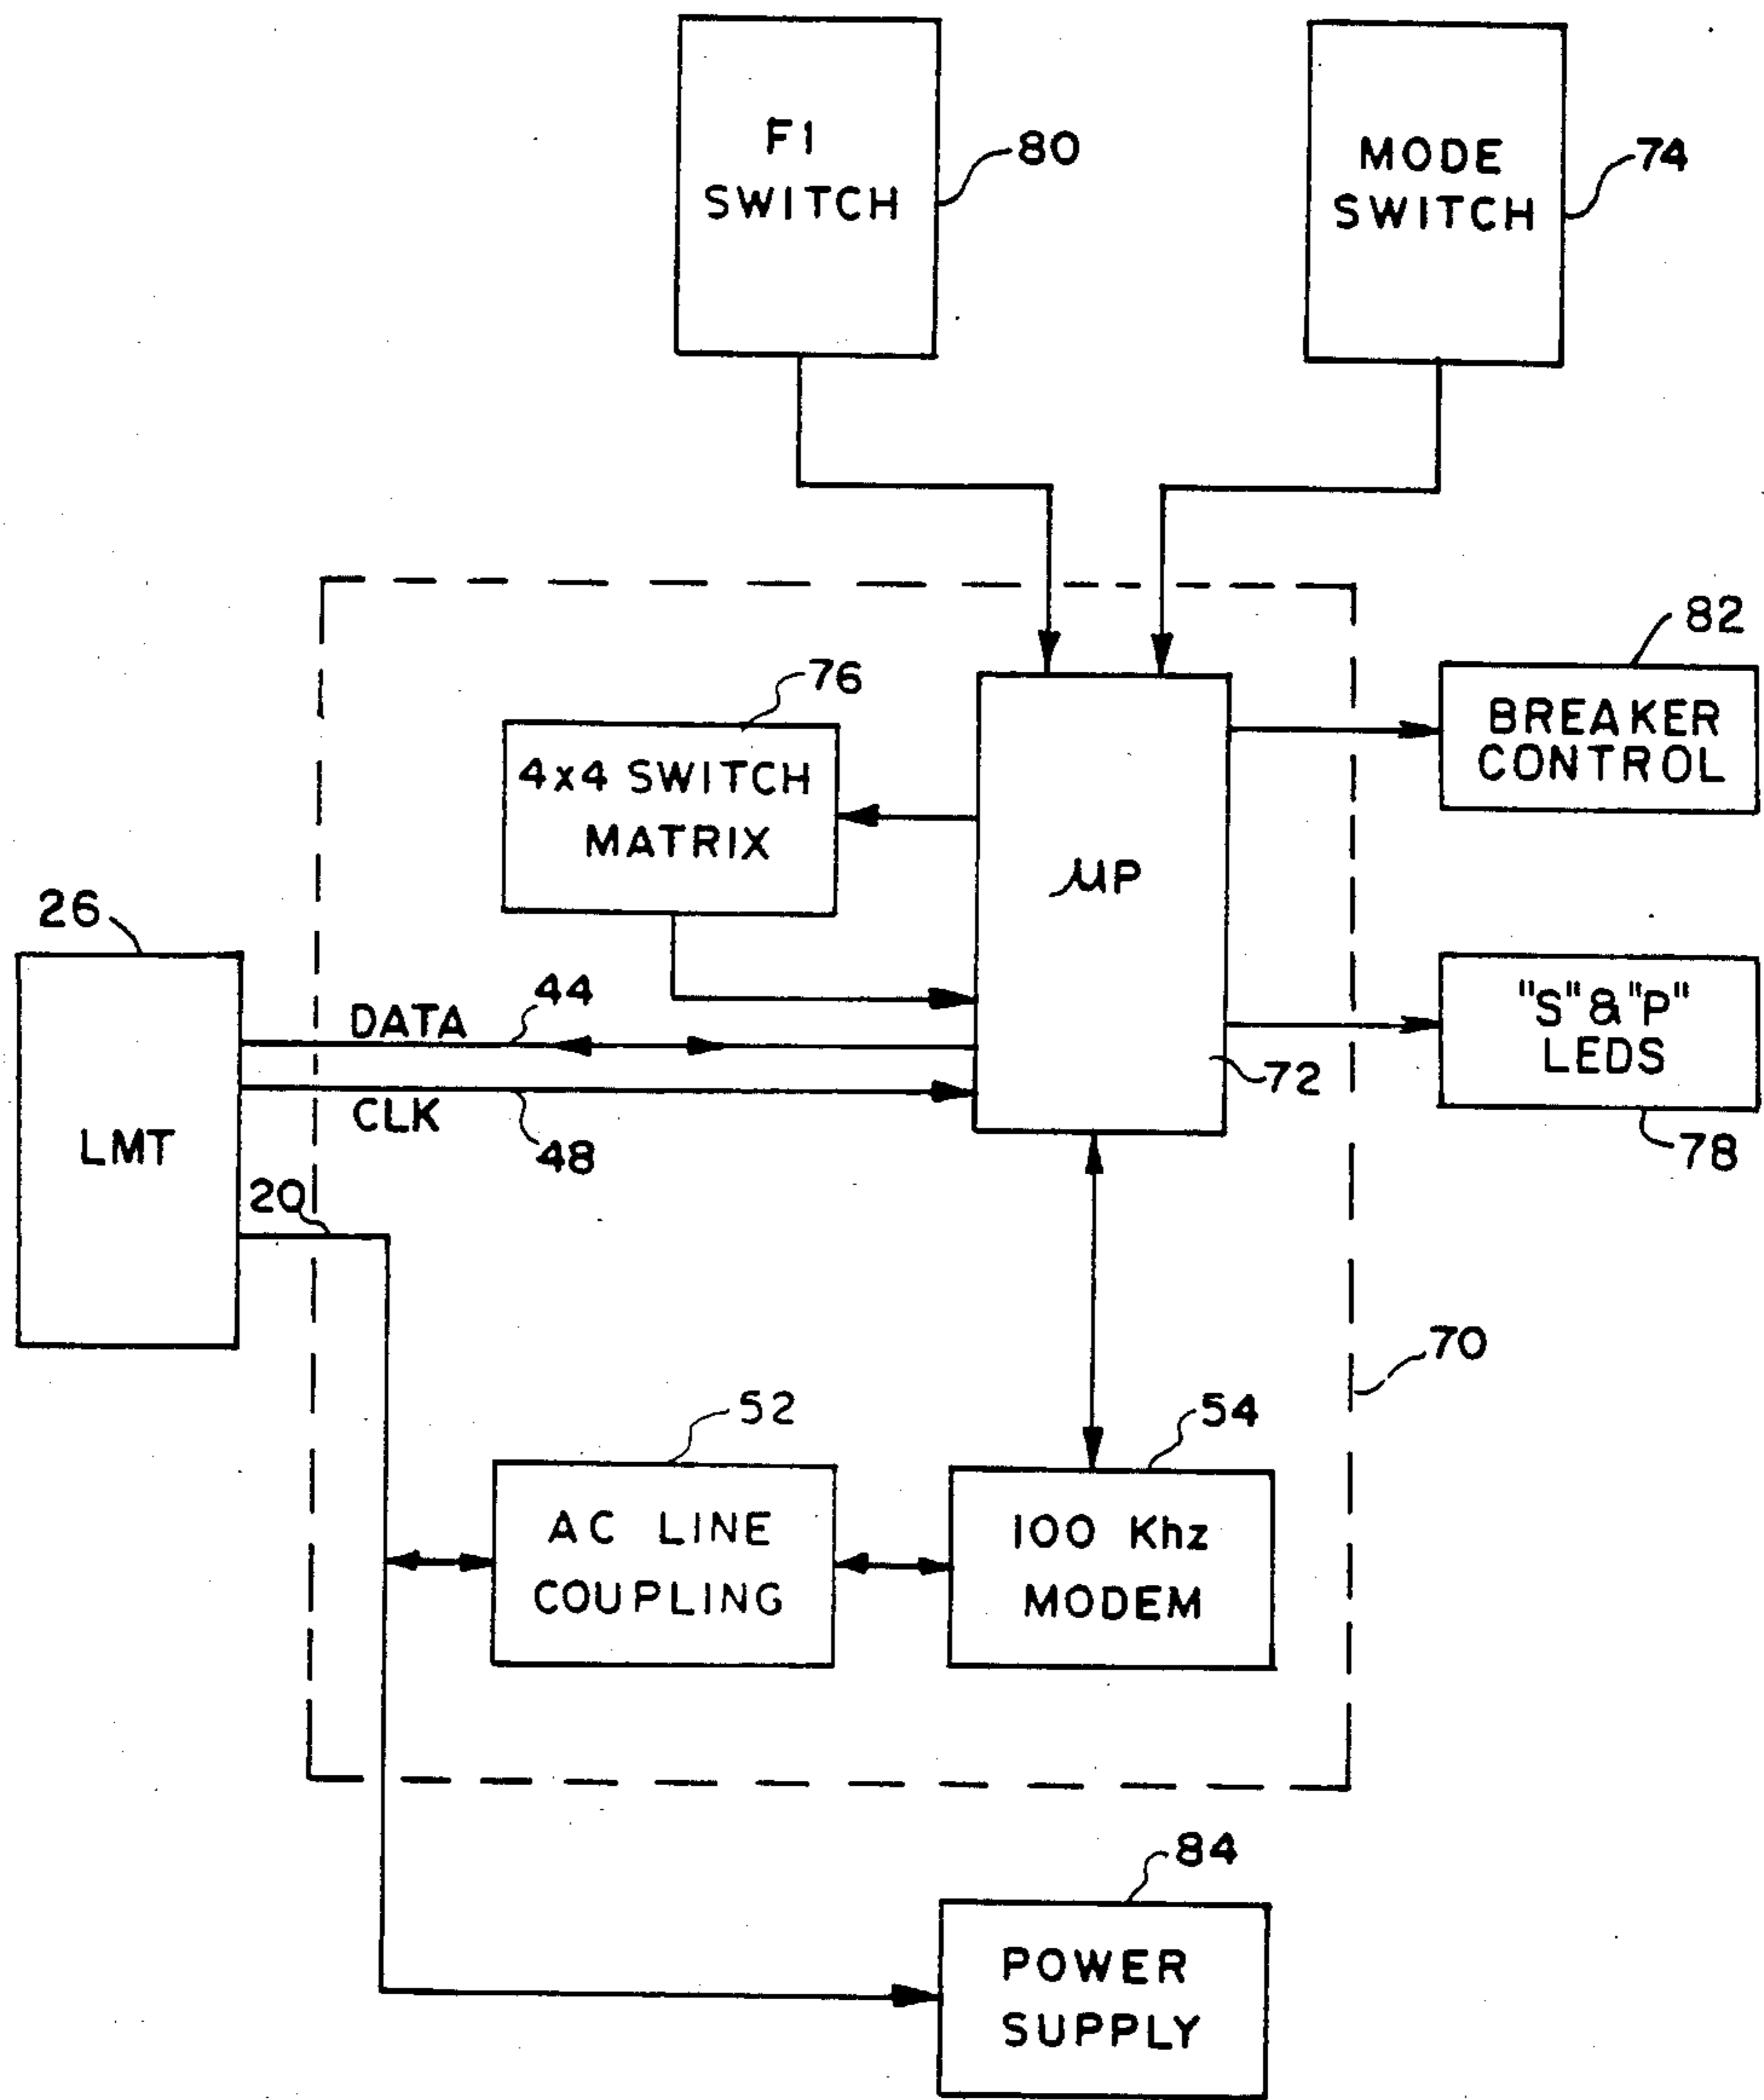 F1
SWITCH
80
MODE
SWITCH
74
82
BREAKER
CONTROL
76
4x4 SWITCH
MATRIX
μP
72
26
LMT
DATA
44
CLK
48
20
"S" & "P"
LEDS
78
70
52
AC LINE
COUPLING
54
100 Khz
MODEM
84
POWER
SUPPLY